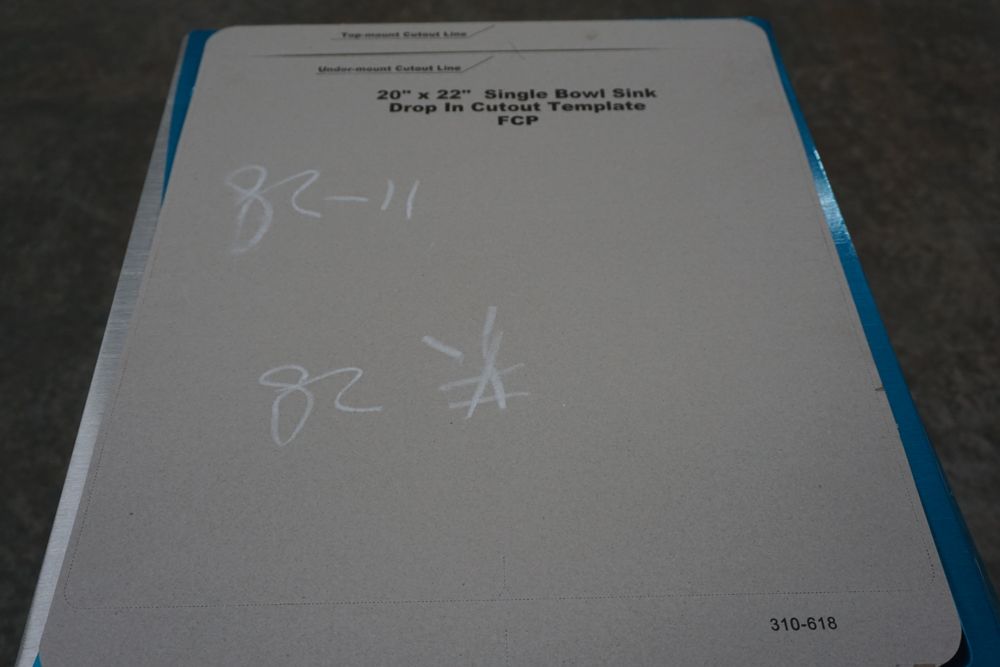 Top-mount Cutout Line
Under-mount Cutout Line
20" x 22" Single Bowl Sink
Drop In Cutout Template
FCP
82-11
82
310-618